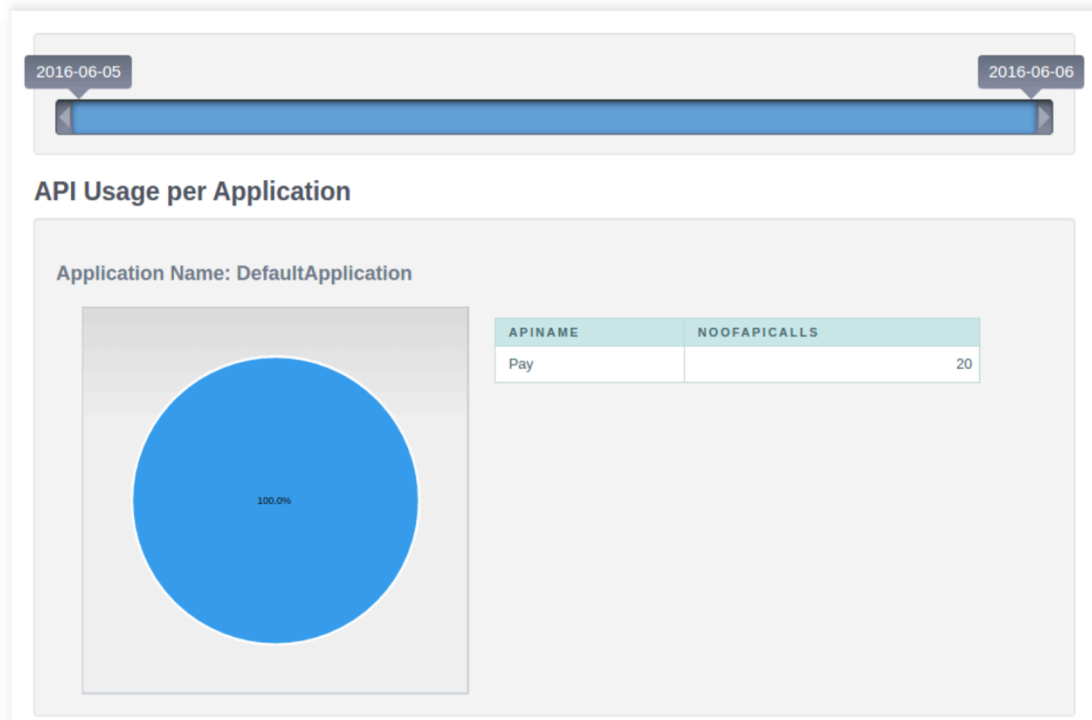 2016-06-05 2016-06-06
API Usage per Application
Application Name: DefaultApplication
APINAME NOOFAPICALLS
Pay 20
100.0%